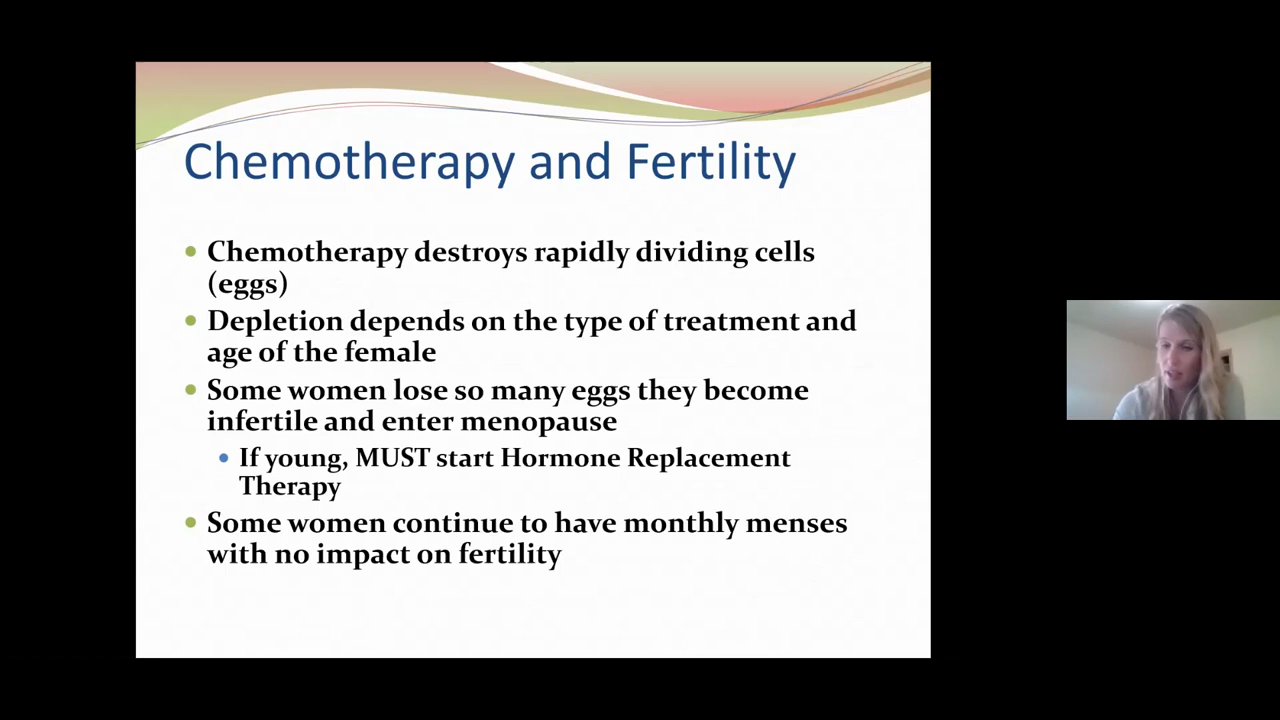 Chemotherapy and Fertility
Chemotherapy destroys rapidly dividing cells
(eggs)
Depletion depends on the type of treatment and
age of the female
Some women lose so many eggs they become
infertile and enter menopause
If young, MUST start Hormone Replacement
Therapy
Some women continue to have monthly menses
with no impact on fertility